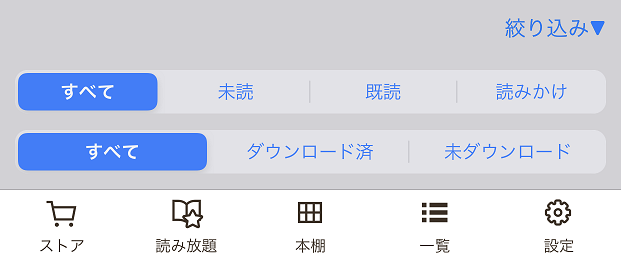 絞り込み▼
すべて 未読 既読 読みかけ
すべて ダウンロード済 未ダウンロード
ストア 読み放題 本棚 一覧 設定